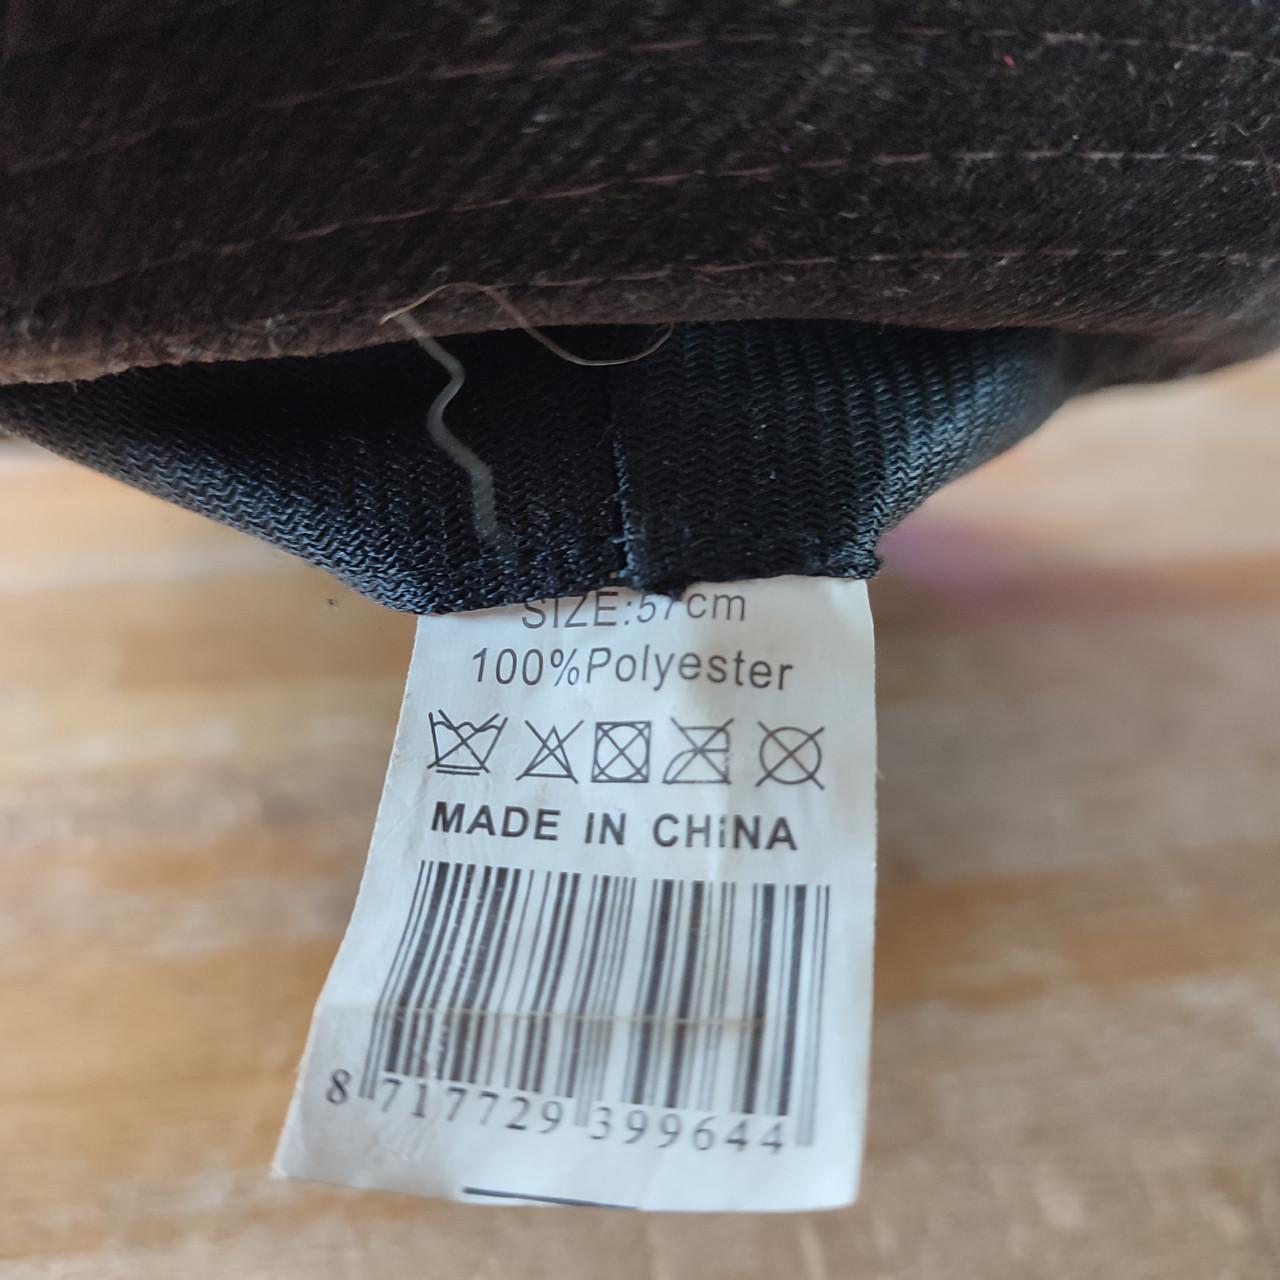 SIZE:57cm
100%Polyester
MADE IN CHiNA
8 717729 399644